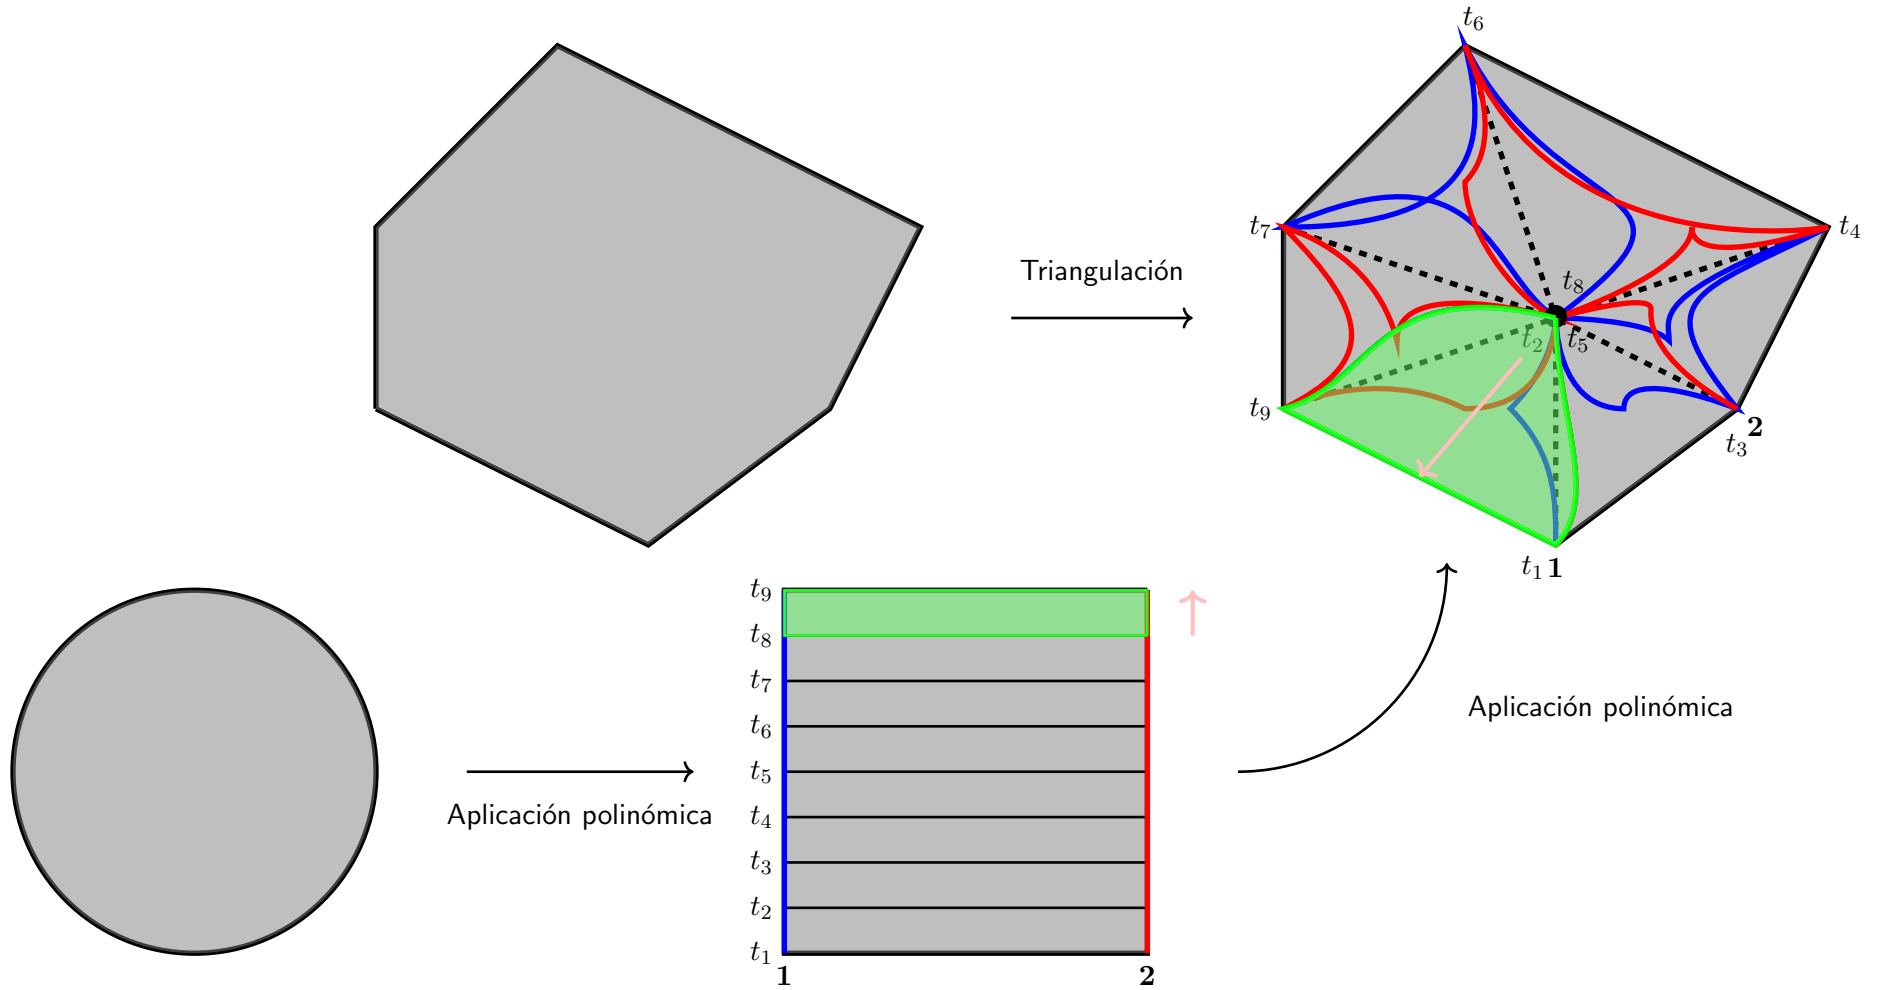 t₆
t₇
t₄
Triangulación
t₈
t₂
t₅
t₉
2
t₃
t₁ 1
t₉
t₈
t₇
t₆
t₅
t₄
t₃
t₂
t₁
1
2
Aplicación polinómica
Aplicación polinómica